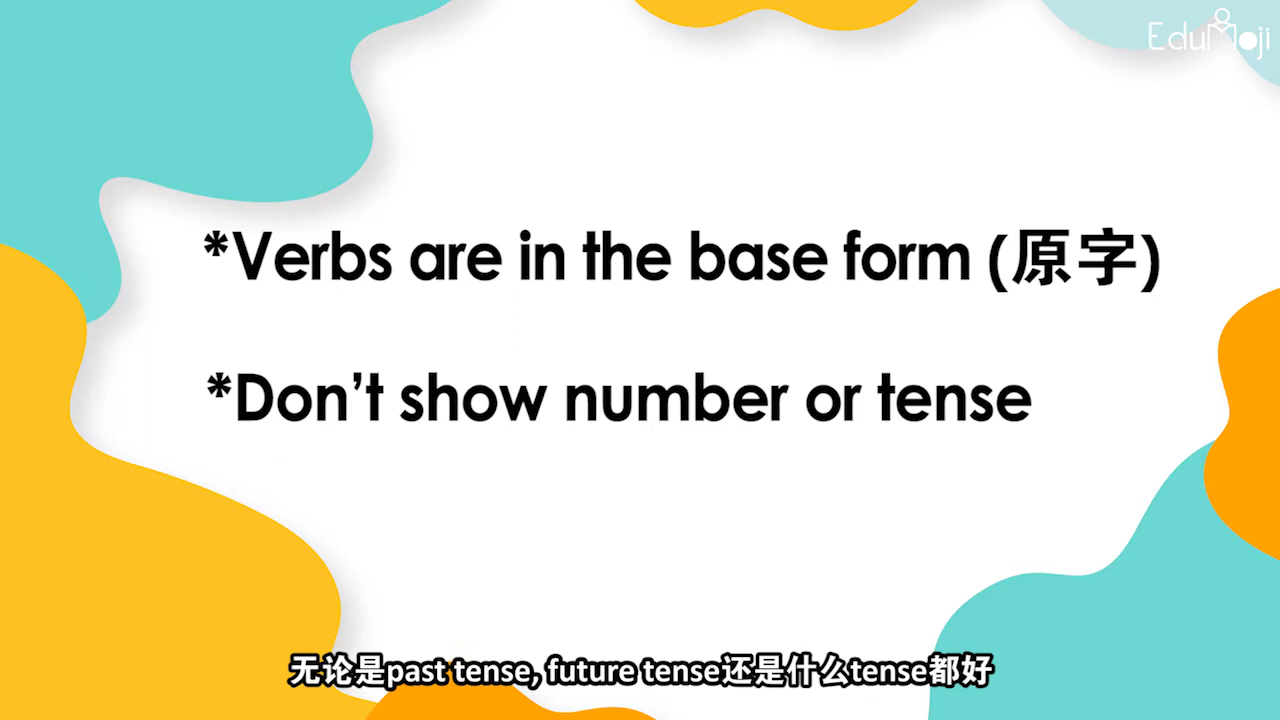 EduMoji
*Verbs are in the base form (原字)
*Don't show number or tense
无论是past tense, future tense还是什么tense都好